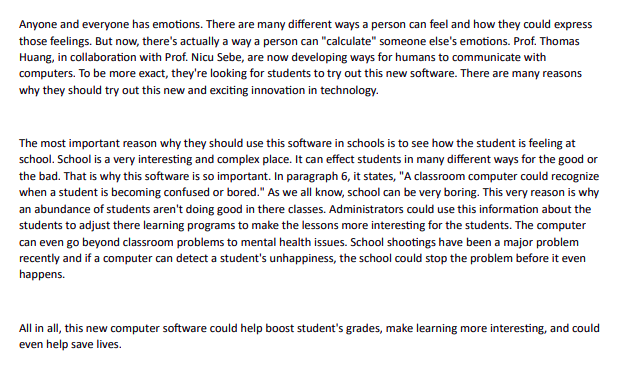 Anyone and everyone has emotions. There are many different ways a person can feel and how they could express
those feelings. But now, there's actually a way a person can "calculate" someone else's emotions. Prof. Thomas
Huang, in collaboration with Prof. Nicu Sebe, are now developing ways for humans to communicate with
computers. To be more exact, they're looking for students to try out this new software. There are many reasons
why they should try out this new and exciting innovation in technology.
The most important reason why they should use this software in schools is to see how the student is feeling at
school. School is a very interesting and complex place. It can effect students in many different ways for the good or
the bad. That is why this software is so important. In paragraph 6, it states, "A classroom computer could recognize
when a student is becoming confused or bored." As we all know, school can be very boring. This very reason is why
an abundance of students aren't doing good in there classes. Administrators could use this information about the
students to adjust there learning programs to make the lessons more interesting for the students. The computer
can even go beyond classroom problems to mental health issues. School shootings have been a major problem
recently and if a computer can detect a student's unhappiness, the school could stop the problem before it even
happens.
All in all, this new computer software could help boost student's grades, make learning more interesting, and could
even help save lives.